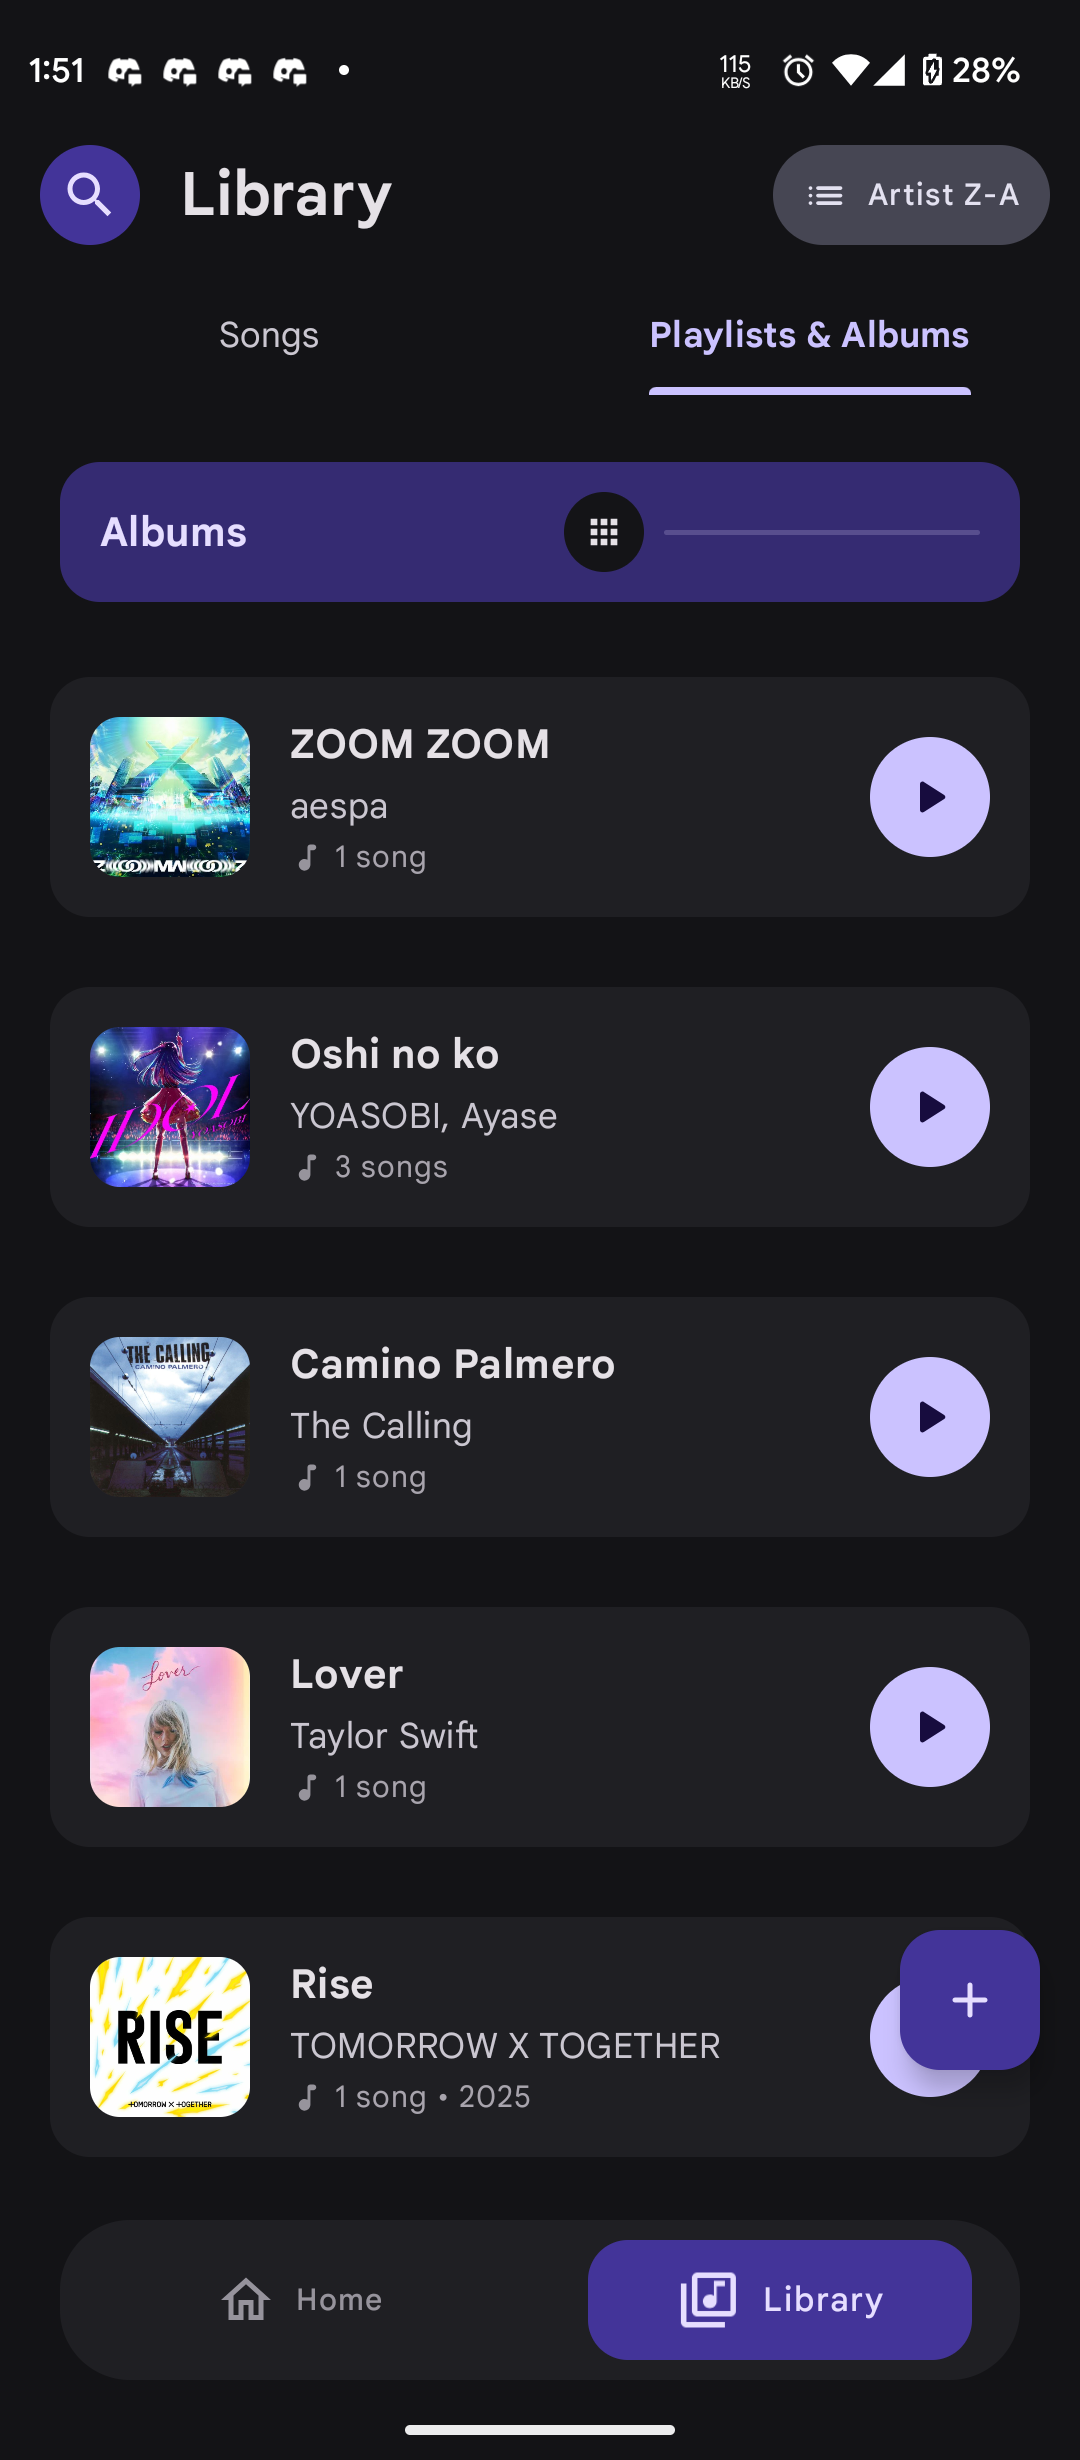 1:51
115
KB/S
28%
Library
Artist Z-A
Songs
Playlists & Albums
Albums
ZOOM ZOOM
aespa
1 song
Oshi no ko
YOASOBI, Ayase
3 songs
THE CALLING
CAMINO PALMERO
Camino Palmero
The Calling
1 song
Lover
Lover
Taylor Swift
1 song
RISE
TOMORROW X TOGETHER
Rise
TOMORROW X TOGETHER
1 song • 2025
Home
Library